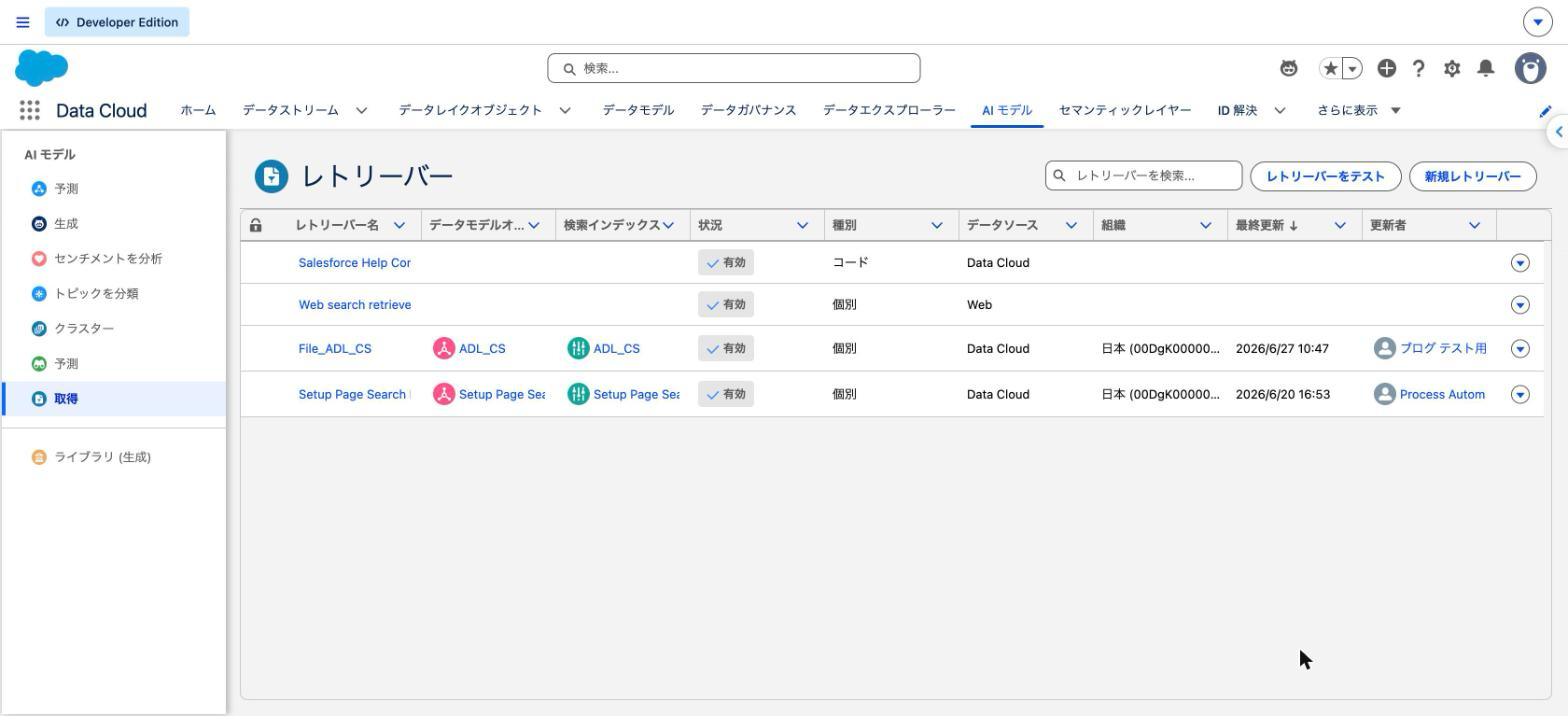 Developer Edition
検索...
Data Cloud ホーム データストリーム データレイクオブジェクト データモデル データガバナンス データエクスプローラー AI モデル セマンティックレイヤー ID 解決 さらに表示
AI モデル
予測
生成
センチメントを分析
トピックを分類
クラスター
予測
取得
ライブラリ (生成)
レトリーバー
レトリーバーを検索... レトリーバーをテスト 新規レトリーバー
レトリーバー名 データモデルオ... 検索インデックス 状況 種別 データソース 組織 最終更新 ↓ 更新者
Salesforce Help Cor 有効 コード Data Cloud
Web search retrieve 有効 個別 Web
File_ADL_CS ADL_CS ADL_CS 有効 個別 Data Cloud 日本 (00DgK00000... 2026/6/27 10:47 ブログ テスト用
Setup Page Search Setup Page Sea Setup Page Sea 有効 個別 Data Cloud 日本 (00DgK00000... 2026/6/20 16:53 Process Autom